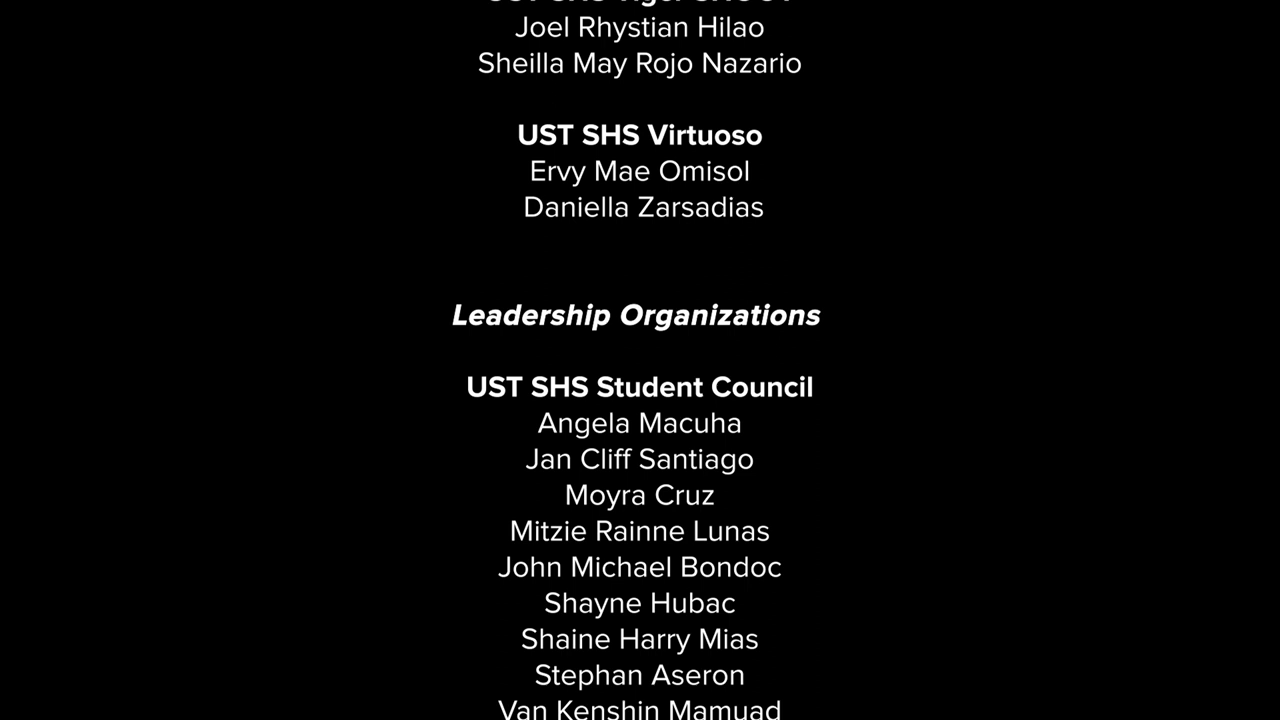 Joel Rhystian Hilao
Sheilla May Rojo Nazario
UST SHS Virtuoso
Ervy Mae Omisol
Daniella Zarsadias
Leadership Organizations
UST SHS Student Council
Angela Macuha
Jan Cliff Santiago
Moyra Cruz
Mitzie Rainne Lunas
John Michael Bondoc
Shayne Hubac
Shaine Harry Mias
Stephan Aseron
Van Kenshin Mamuad